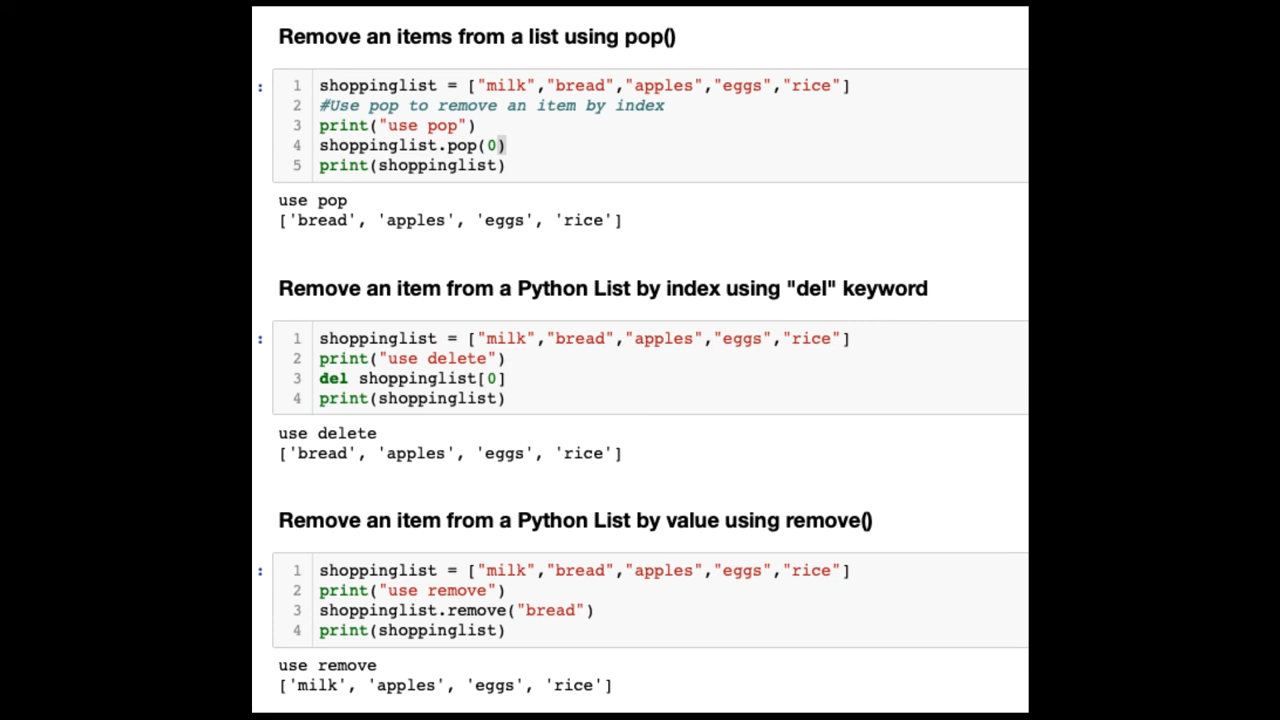 Remove an items from a list using pop()
: 1 shoppinglist = ["milk","bread","apples","eggs","rice"]
2 #Use pop to remove an item by index
3 print("use pop")
4 shoppinglist.pop(0)
5 print(shoppinglist)
use pop
['bread', 'apples', 'eggs', 'rice']
Remove an item from a Python List by index using "del" keyword
: 1 shoppinglist = ["milk","bread","apples","eggs","rice"]
2 print("use delete")
3 del shoppinglist[0]
4 print(shoppinglist)
use delete
['bread', 'apples', 'eggs', 'rice']
Remove an item from a Python List by value using remove()
: 1 shoppinglist = ["milk","bread","apples","eggs","rice"]
2 print("use remove")
3 shoppinglist.remove("bread")
4 print(shoppinglist)
use remove
['milk', 'apples', 'eggs', 'rice']